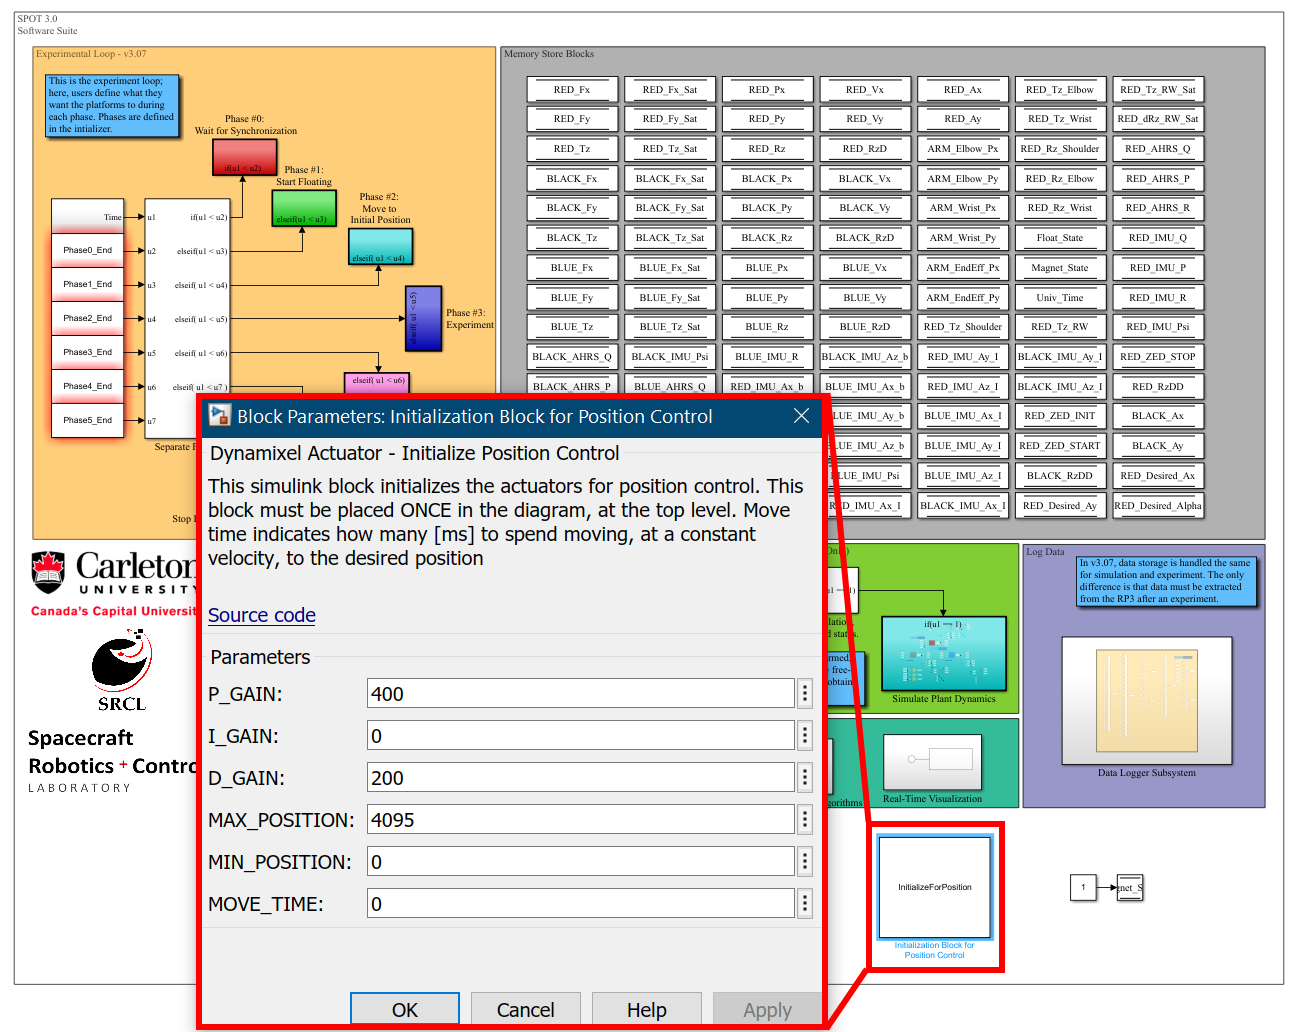 SPOT 3.0
Software Suite
Experimental Loop - v3.07
This is the experiment loop;
here, users define what they
want the platforms to during
each phase. Phases are defined
in the intializer.
Phase #0:
Wait for Synchronization
if(u1 < u2)
Phase #1:
Start Floating
elseif(u1 < u3)
Phase #2:
Move to
Initial Position
elseif( u1 < u4)
elseif( u1 < u5)
Phase #3:
Experiment
elseif( u1 < u6)
Time
Phase0_End
Phase1_End
Phase2_End
Phase3_End
Phase4_End
Phase5_End
u1
u2
u3
u4
u5
u6
u7
if(u1 < u2)
elseif(u1 < u3)
elseif(u1 < u4)
elseif(u1 < u5)
elseif(u1 < u6)
elseif(u1 < u7 )
Separate
Stop
Memory Store Blocks
RED_Fx RED_Fx_Sat RED_Px RED_Vx RED_Ax RED_Tz_Elbow RED_Tz_RW_Sat
RED_Fy RED_Fy_Sat RED_Py RED_Vy RED_Ay RED_Tz_Wrist RED_dRz_RW_Sat
RED_Tz RED_Tz_Sat RED_Rz RED_RzD ARM_Elbow_Px RED_Rz_Shoulder RED_AHRS_Q
BLACK_Fx BLACK_Fx_Sat BLACK_Px BLACK_Vx ARM_Elbow_Py RED_Rz_Elbow RED_AHRS_P
BLACK_Fy BLACK_Fy_Sat BLACK_Py BLACK_Vy ARM_Wrist_Px RED_Rz_Wrist RED_AHRS_R
BLACK_Tz BLACK_Tz_Sat BLACK_Rz BLACK_RzD ARM_Wrist_Py Float_State RED_IMU_Q
BLUE_Fx BLUE_Fx_Sat BLUE_Px BLUE_Vx ARM_EndEff_Px Magnet_State RED_IMU_P
BLUE_Fy BLUE_Fy_Sat BLUE_Py BLUE_Vy ARM_EndEff_Py Univ_Time RED_IMU_R
BLUE_Tz BLUE_Tz_Sat BLUE_Rz BLUE_RzD RED_Tz_Shoulder RED_Tz_RW RED_IMU_Psi
BLACK_AHRS_Q BLACK_IMU_Psi BLUE_IMU_R BLACK_IMU_Az_b RED_IMU_Ay_I BLACK_IMU_Ay_I RED_ZED_STOP
BLACK_AHRS_P BLUE_AHRS_Q RED_IMU_Ax_b BLUE_IMU_Ax_b RED_IMU_Az_I BLACK_IMU_Az_I RED_RzDD
BLUE_IMU_Ay_b BLUE_IMU_Ax_I RED_ZED_INIT BLACK_Ax
BLUE_IMU_Az_b BLUE_IMU_Ay_I RED_ZED_START BLACK_Ay
BLUE_IMU_Psi BLUE_IMU_Az_I BLACK_RzDD RED_Desired_Ax
RED_IMU_Ax_I BLACK_IMU_Ax_I RED_Desired_Ay RED_Desired_Alpha
Carleton
UNIVERSITY
Canada's Capital Universit
SRCL
Spacecraft
Robotics + Contro
LABORATORY
Block Parameters: Initialization Block for Position Control
Dynamixel Actuator - Initialize Position Control
This simulink block initializes the actuators for position control. This
block must be placed ONCE in the diagram, at the top level. Move
time indicates how many [ms] to spend moving, at a constant
velocity, to the desired position
Source code
Parameters
P_GAIN: 400
I_GAIN: 0
D_GAIN: 200
MAX_POSITION: 4095
MIN_POSITION: 0
MOVE_TIME: 0
OK Cancel Help Apply
if(u1 == 1)
Simulate Plant Dynamics
Real-Time Visualization
Log Data
In v3.07, data storage is handled the same
for simulation and experiment. The only
difference is that data must be extracted
from the RP3 after an experiment.
Data Logger Subsystem
InitializeForPosition
Initialization Block for
Position Control
1
gnet_S